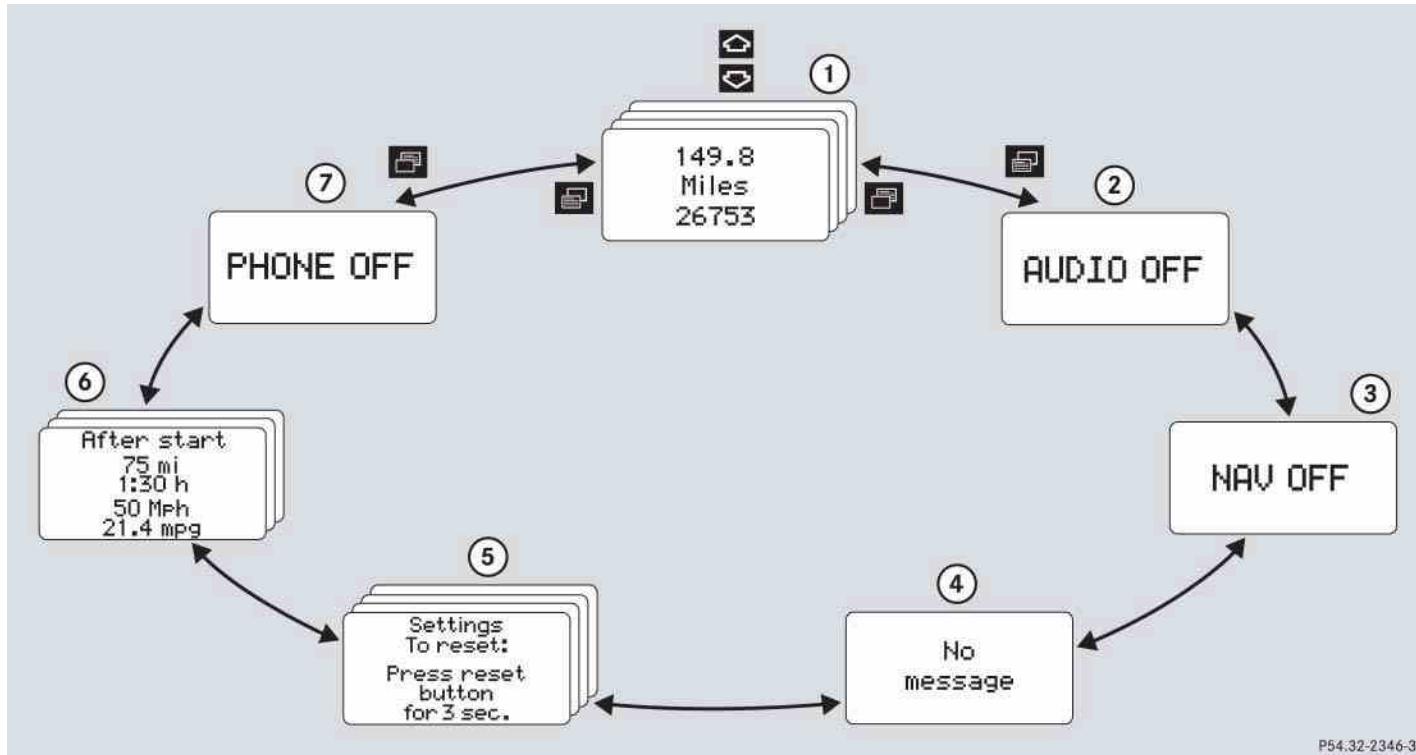 1
149.8
Miles
26753
2
AUDIO OFF
3
NAV OFF
4
No
message
5
Settings
To reset:
Press reset
button
for 3 sec.
6
After start
75 mi
1:30 h
50 Mph
21.4 mpg
7
PHONE OFF
P54.32-2346-3